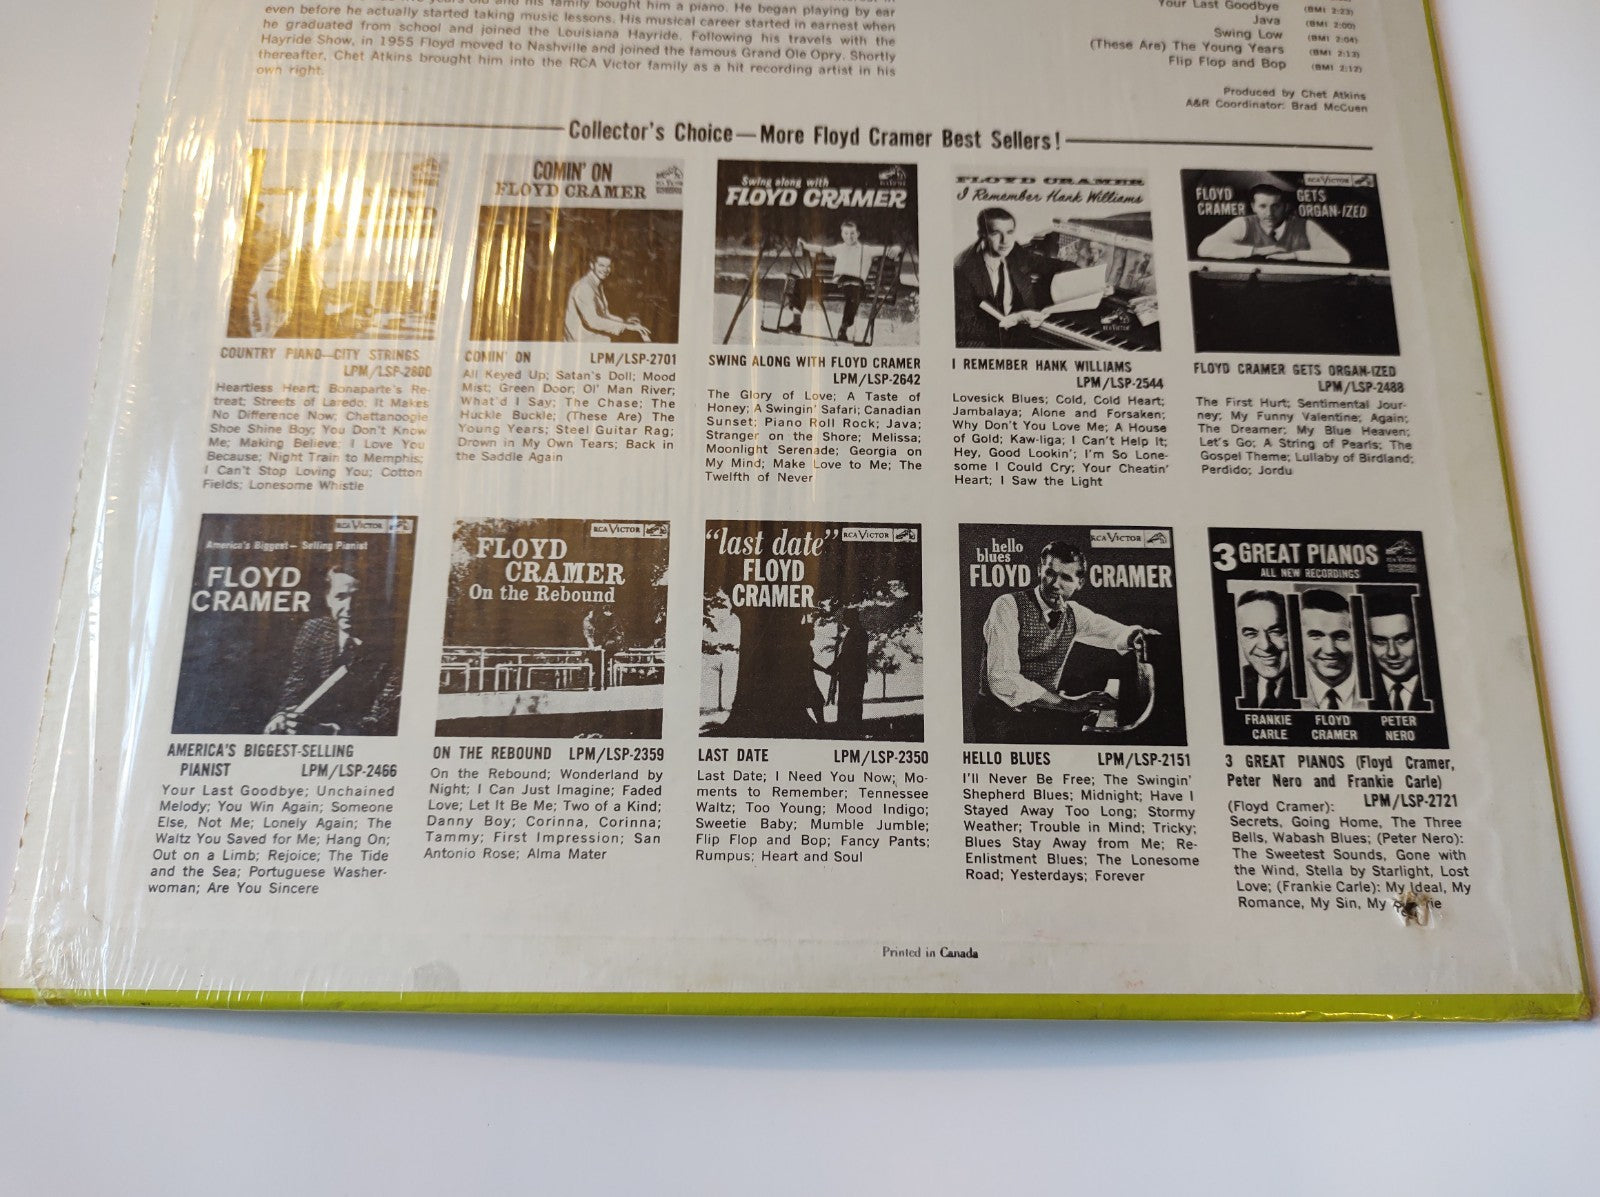 even before he actually started taking music lessons. His musical career started in earnest when
he graduated from school and joined the Louisiana Hayride. Following his travels with the
Hayride Show, in 1955 Floyd moved to Nashville and joined the famous Grand Ole Opry. Shortly
thereafter, Chet Atkins brought him into the RCA Victor family as a hit recording artist in his
own right.
Your Last Goodbye (BMI 2:23)
Java (BMI 2:00)
Swing Low (BMI 2:04)
(These Are) The Young Years (BMI 2:13)
Flip Flop and Bop (BMI 2:12)
Produced by Chet Atkins
A&R Coordinator: Brad McCuen
Collector's Choice—More Floyd Cramer Best Sellers!
COMIN' ON
FLOYD CRAMER
Swing along with
FLOYD CRAMER
FLOYD CRAMER
I Remember Hank Williams
RCA VICTOR
RCA VICTOR
FLOYD CRAMER GETS ORGAN-IZED
COUNTRY PIANO—CITY STRINGS
LPM/LSP-2800
Heartless Heart; Bonaparte's Re-
treat; Streets of Laredo; It Makes
No Difference Now; Chattanoogie
Shoe Shine Boy; You Don't Know
Me; Making Believe; I Love You
Because; Night Train to Memphis;
I Can't Stop Loving You; Cotton
Fields; Lonesome Whistle
COMIN' ON LPM/LSP-2701
All Keyed Up; Satan's Doll; Mood
Mist; Green Door; Ol' Man River;
What'd I Say; The Chase; The
Huckle Buckle; (These Are) The
Young Years; Steel Guitar Rag;
Drown in My Own Tears; Back in
the Saddle Again
SWING ALONG WITH FLOYD CRAMER
LPM/LSP-2642
The Glory of Love; A Taste of
Honey; A Swingin' Safari; Canadian
Sunset; Piano Roll Rock; Java;
Stranger on the Shore; Melissa;
Moonlight Serenade; Georgia on
My Mind; Make Love to Me; The
Twelfth of Never
I REMEMBER HANK WILLIAMS
LPM/LSP-2544
Lovesick Blues; Cold, Cold Heart;
Jambalaya; Alone and Forsaken;
Why Don't You Love Me; A House
of Gold; Kaw-liga; I Can't Help It;
Hey, Good Lookin'; I'm So Lone-
some I Could Cry; Your Cheatin'
Heart; I Saw the Light
FLOYD CRAMER GETS ORGAN-IZED
LPM/LSP-2488
The First Hurt; Sentimental Jour-
ney; My Funny Valentine; Again;
The Dreamer; My Blue Heaven;
Let's Go; A String of Pearls; The
Gospel Theme; Lullaby of Birdland;
Perdido; Jordu
RCA VICTOR
America's Biggest-Selling Pianist
FLOYD
CRAMER
RCA VICTOR
FLOYD
CRAMER
On the Rebound
RCA VICTOR
"last date"
FLOYD
CRAMER
RCA VICTOR
hello
blues
FLOYD CRAMER
3 GREAT PIANOS
ALL NEW RECORDINGS
FRANKIE CARLE
FLOYD CRAMER
PETER NERO
AMERICA'S BIGGEST-SELLING
PIANIST LPM/LSP-2466
Your Last Goodbye; Unchained
Melody; You Win Again; Someone
Else, Not Me; Lonely Again; The
Waltz You Saved for Me; Hang On;
Out on a Limb; Rejoice; The Tide
and the Sea; Portuguese Washer-
woman; Are You Sincere
ON THE REBOUND LPM/LSP-2359
On the Rebound; Wonderland by
Night; I Can Just Imagine; Faded
Love; Let It Be Me; Two of a Kind;
Danny Boy; Corinna, Corinna;
Tammy; First Impression; San
Antonio Rose; Alma Mater
LAST DATE LPM/LSP-2350
Last Date; I Need You Now; Mo-
ments to Remember; Tennessee
Waltz; Too Young; Mood Indigo;
Sweetie Baby; Mumble Jumble;
Flip Flop and Bop; Fancy Pants;
Rumpus; Heart and Soul
HELLO BLUES LPM/LSP-2151
I'll Never Be Free; The Swingin'
Shepherd Blues; Midnight; Have I
Stayed Away Too Long; Stormy
Weather; Trouble in Mind; Tricky;
Blues Stay Away from Me; Re-
Enlistment Blues; The Lonesome
Road; Yesterdays; Forever
3 GREAT PIANOS (Floyd Cramer,
Peter Nero and Frankie Carle)
LPM/LSP-2721
(Floyd Cramer):
Secrets, Going Home, The Three
Bells, Wabash Blues; (Peter Nero):
The Sweetest Sounds, Gone with
the Wind, Stella by Starlight, Lost
Love; (Frankie Carle): My Ideal, My
Romance, My Sin, My
Printed in Canada